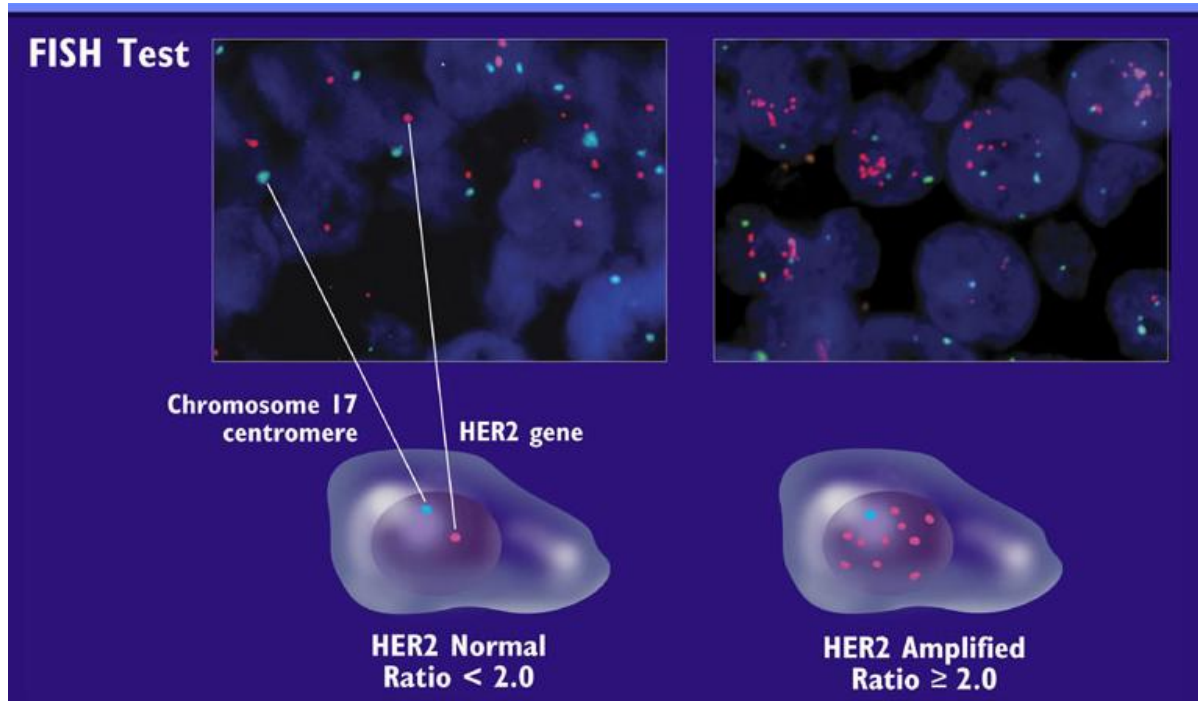 FISH Test
Chromosome 17
centromere
HER2 gene
HER2 Normal
Ratio < 2.0
HER2 Amplified
Ratio ≥ 2.0